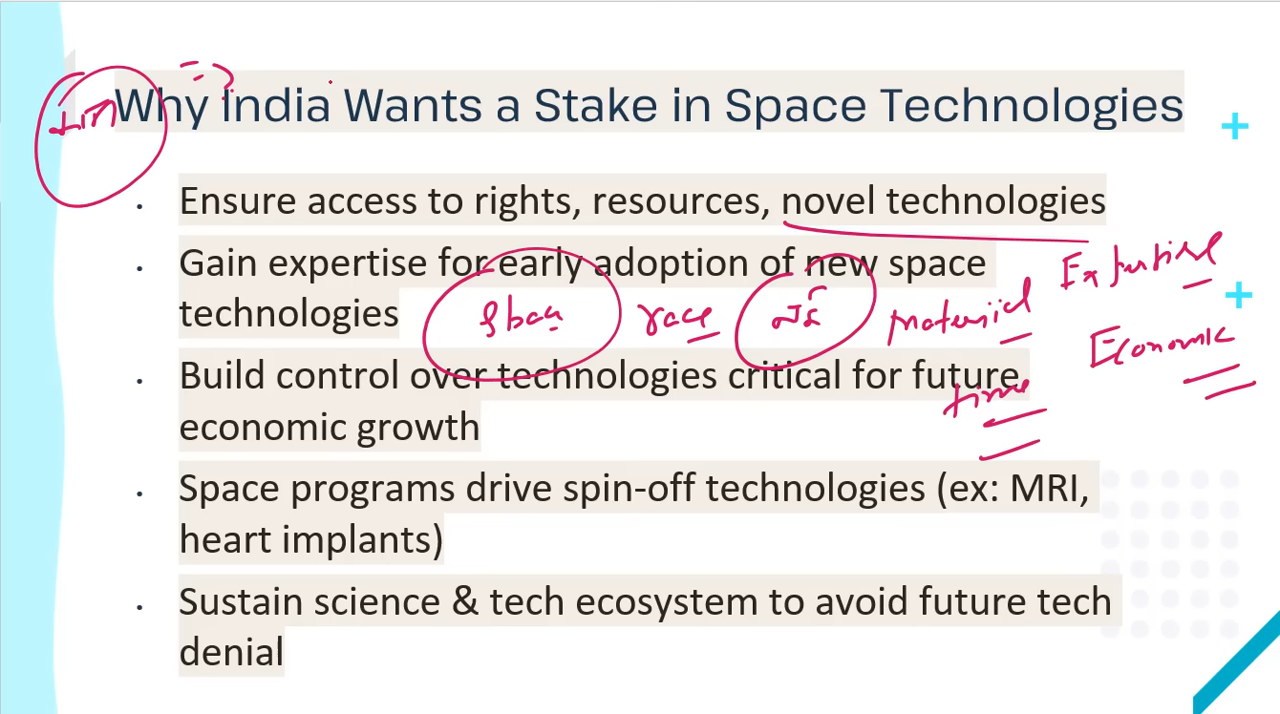 Why India Wants a Stake in Space Technologies
Ensure access to rights, resources, novel technologies
Gain expertise for early adoption of new space
Expertise
technologies
race
material
Economic
Build control over technologies critical for future
time
economic growth
Space programs drive spin-off technologies (ex: MRI,
heart implants)
Sustain science & tech ecosystem to avoid future tech
denial